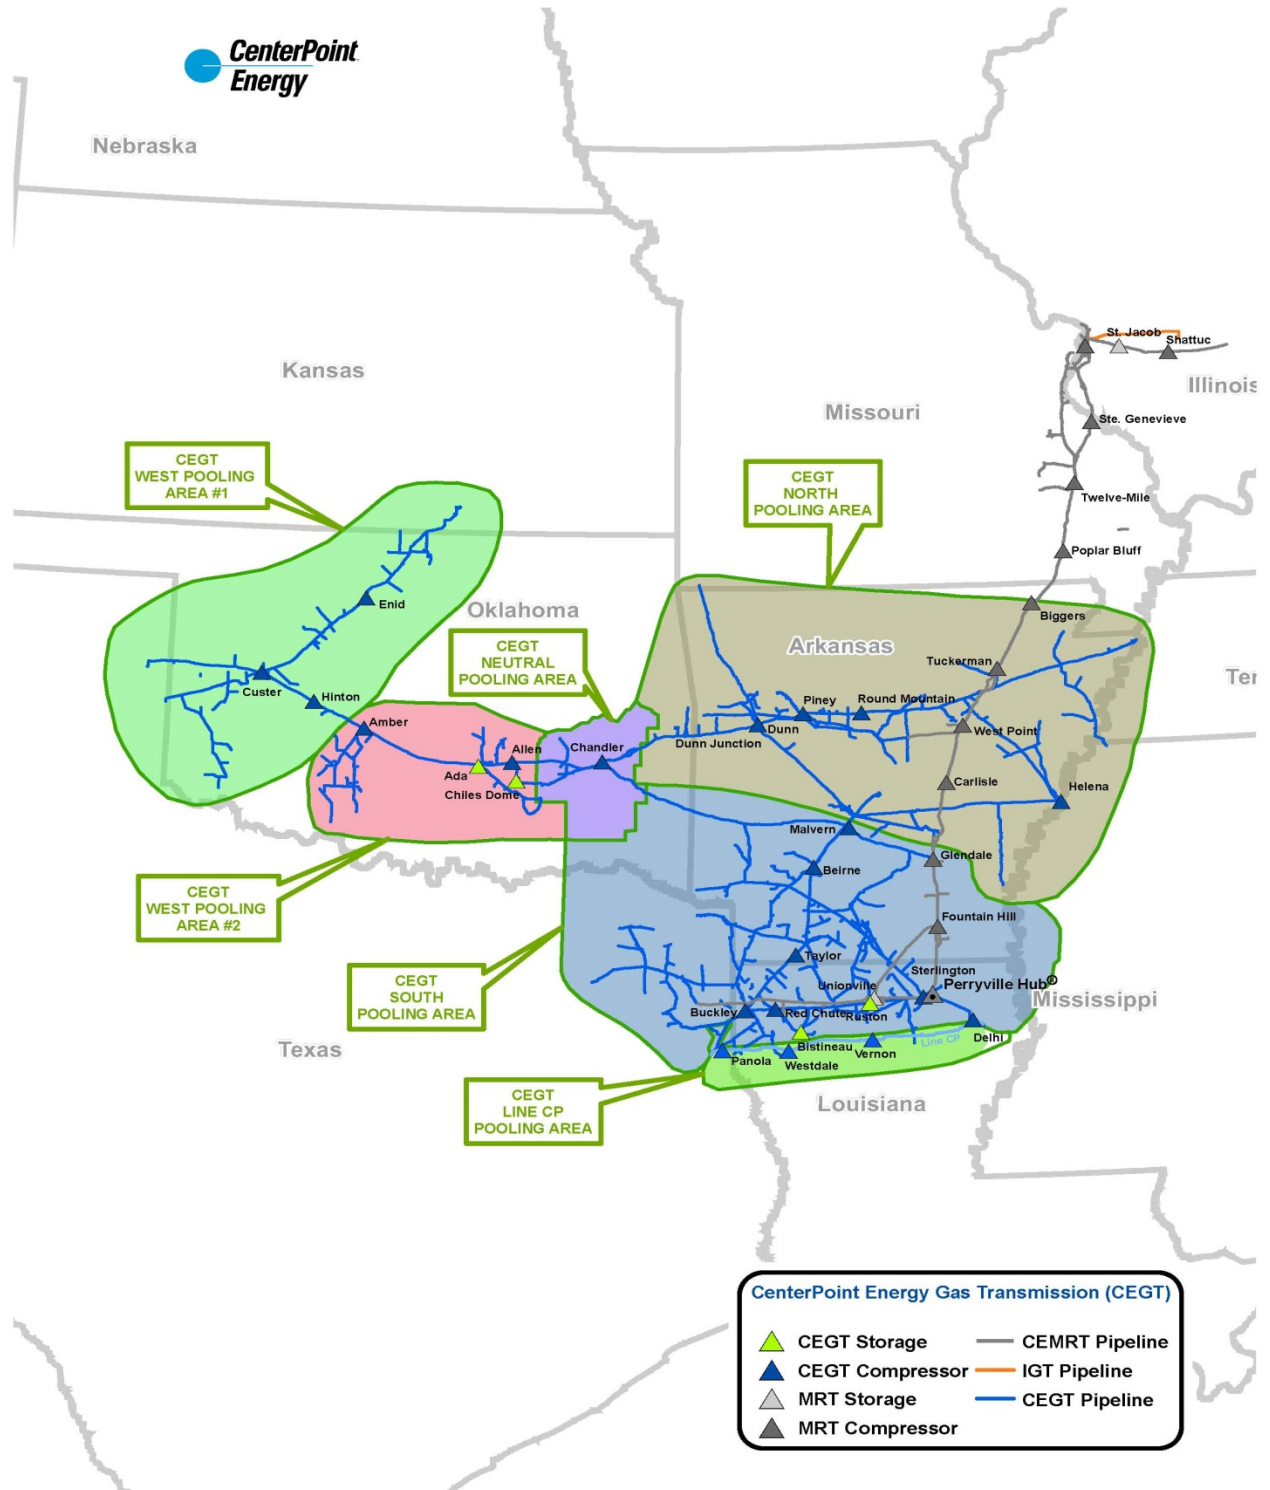 CenterPoint
Energy
Nebraska
Kansas
Missouri
Illinois
St. Jacob
Shattuc
Ste. Genevieve
Twelve-Mile
Poplar Bluff
Biggers
CEGT
WEST POOLING
AREA #1
CEGT
NORTH
POOLING AREA
Enid
Oklahoma
CEGT
NEUTRAL
POOLING AREA
Arkansas
Tuckerman
Ter
Custer
Hinton
Amber
Piney
Round Mountain
Dunn Junction
Dunn
West Point
Allen
Chandler
Ada
Chiles Dome
Carlisle
Helena
Malvern
Glendale
Beirne
CEGT
WEST POOLING
AREA #2
Fountain Hill
Taylor
Sterlington
Unionville
Perryville Hub®
CEGT
SOUTH
POOLING AREA
Mississippi
Buckley
Red Chute
Ruston
Texas
Line CP
Delhi
Bistineau
Vernon
Panola
Westdale
CEGT
LINE CP
POOLING AREA
Louisiana
CenterPoint Energy Gas Transmission (CEGT)
CEGT Storage
CEMRT Pipeline
CEGT Compressor
IGT Pipeline
MRT Storage
CEGT Pipeline
MRT Compressor